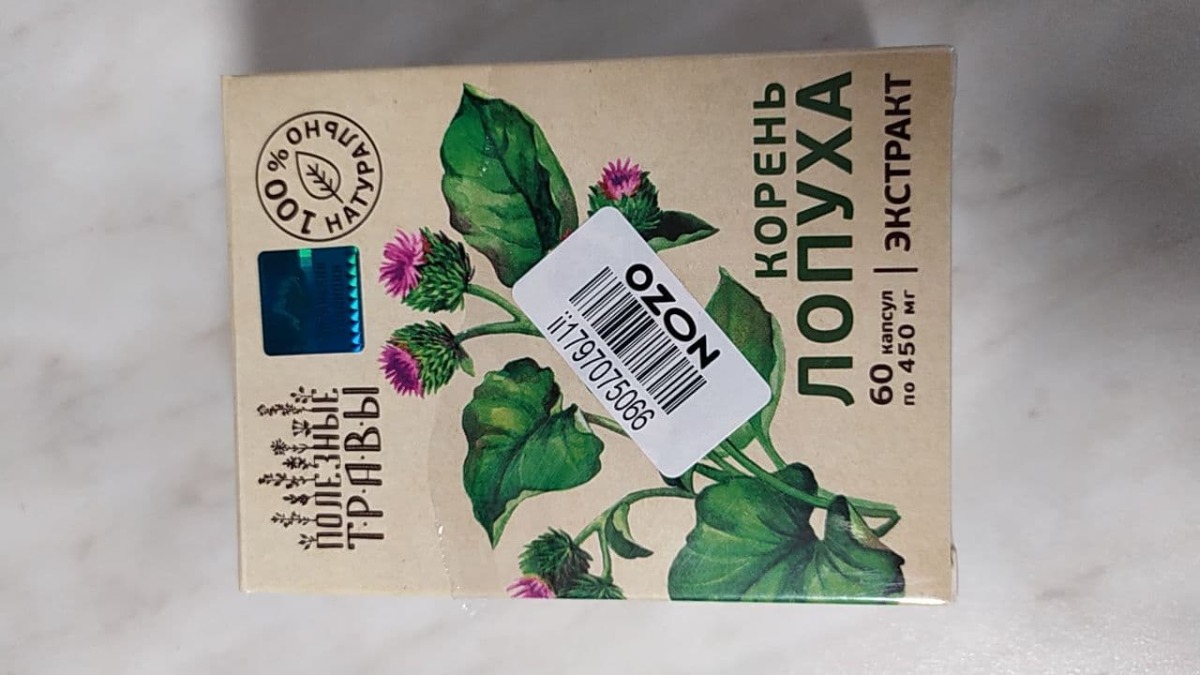 ПОЛЕЗНЫЕ
Т·Р·А·В·Ы
100% НАТУРАЛЬНО
OZON
ii1797075066
КОРЕНЬ
ЛОПУХА
60 капсул
по 450 мг
ЭКСТРАКТ